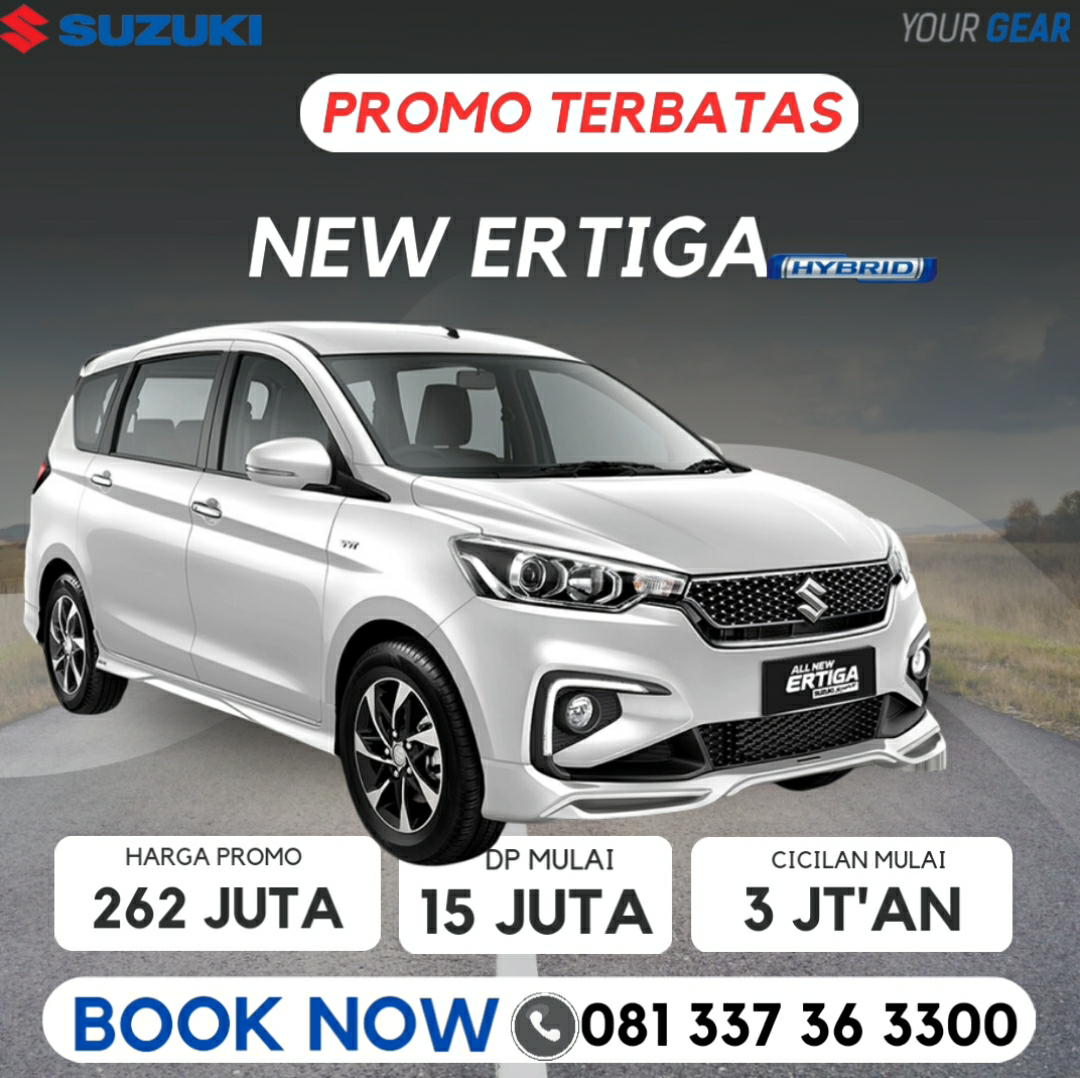 SUZUKI
YOUR GEAR
PROMO TERBATAS
NEW ERTIGA
HYBRID
ALL NEW
ERTIGA
SUZUKI
HARGA PROMO
262 JUTA
DP MULAI
15 JUTA
CICILAN MULAI
3 JT'AN
BOOK NOW
081 337 36 3300